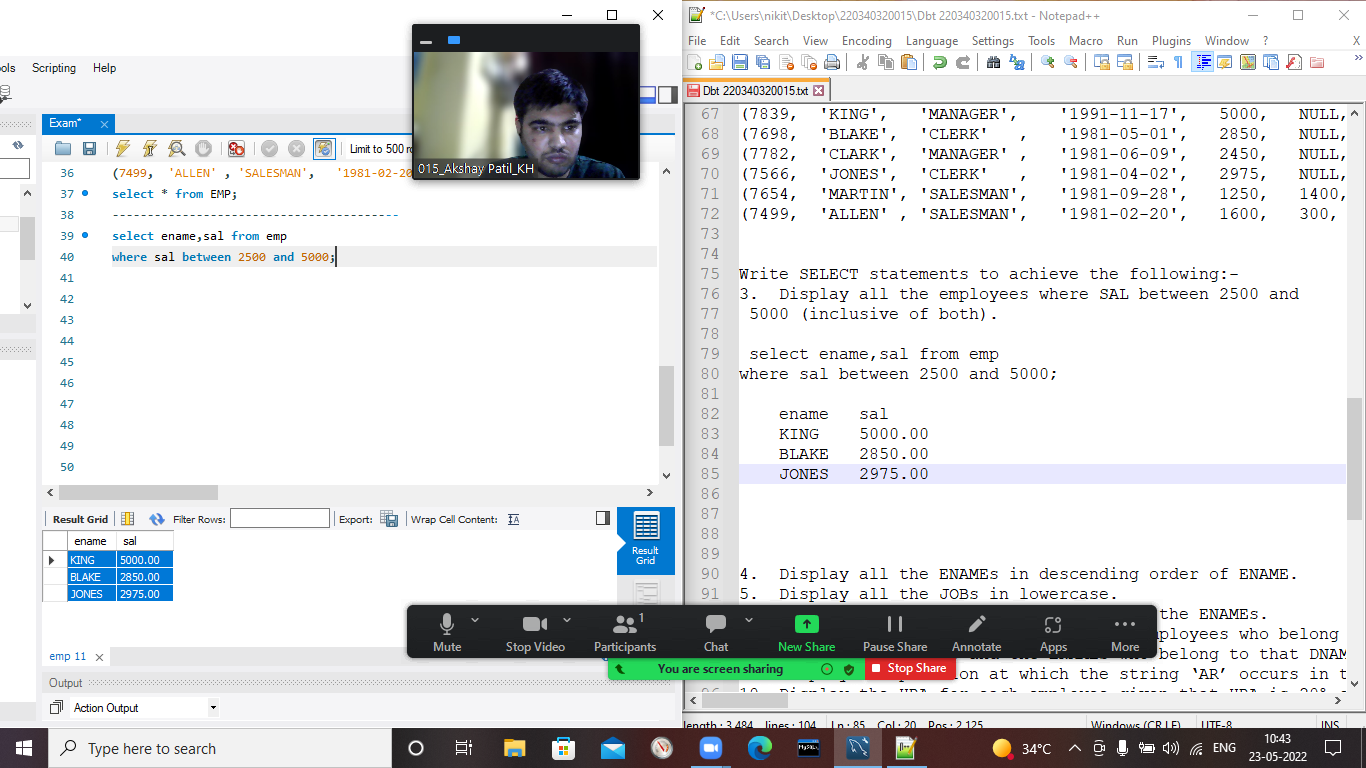 ols Scripting Help
Exam*
Limit to 500 ro
36 (7499, 'ALLEN' , 'SALESMAN', '1981-02-20
37 select * from EMP;
38 -----------------------------------------
39 select ename,sal from emp
40 where sal between 2500 and 5000;
41
42
43
44
45
46
47
48
49
50
Result Grid Filter Rows: Export: Wrap Cell Content:
ename sal
KING 5000.00
BLAKE 2850.00
JONES 2975.00
Result
Grid
emp 11
Output
Action Output
015_Akshay Patil_KH
*C:\Users\nikit\Desktop\220340320015\Dbt 220340320015.txt - Notepad++
File Edit Search View Encoding Language Settings Tools Macro Run Plugins Window ? X
Dbt 220340320015.txt
67 (7839, 'KING', 'MANAGER', '1991-11-17', 5000, NULL,
68 (7698, 'BLAKE', 'CLERK' , '1981-05-01', 2850, NULL,
69 (7782, 'CLARK', 'MANAGER' , '1981-06-09', 2450, NULL,
70 (7566, 'JONES', 'CLERK' , '1981-04-02', 2975, NULL,
71 (7654, 'MARTIN', 'SALESMAN', '1981-09-28', 1250, 1400,
72 (7499, 'ALLEN' , 'SALESMAN', '1981-02-20', 1600, 300,
73
74
75 Write SELECT statements to achieve the following:-
76 3. Display all the employees where SAL between 2500 and
77 5000 (inclusive of both).
78
79 select ename,sal from emp
80 where sal between 2500 and 5000;
81
82 ename sal
83 KING 5000.00
84 BLAKE 2850.00
85 JONES 2975.00
86
87
88
89
90 4. Display all the ENAMEs in descending order of ENAME.
91 5. Display all the JOBs in lowercase.
the ENAMEs.
mployees who belong
belong to that DNAM
on at which the string ‘AR’ occurs in t
Mute Stop Video Participants 1 Chat New Share Pause Share Annotate Apps More
You are screen sharing Stop Share
length : 3,484 lines : 104 Ln : 85 Col : 20 Pos : 2,125 Windows (CR LF) UTF-8 INS
Type here to search
34°C ENG 10:43
23-05-2022